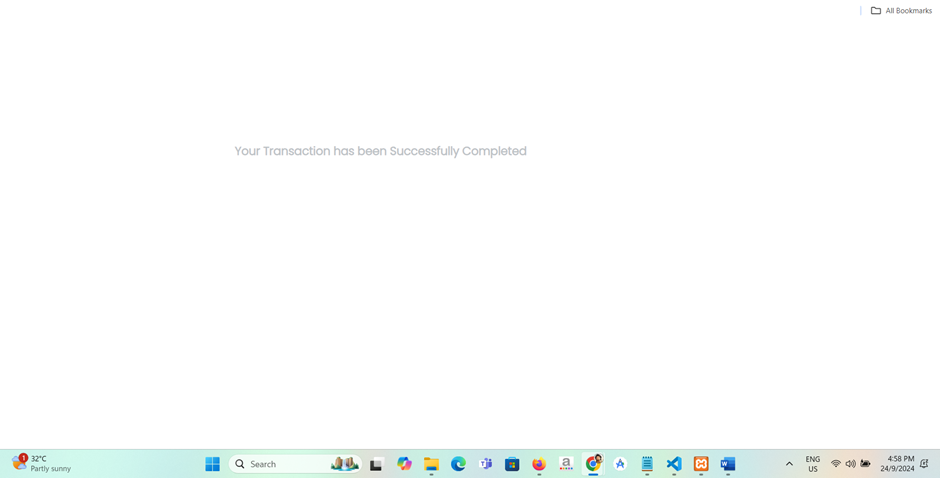 All Bookmarks
Your Transaction has been Successfully Completed
1
32°C
Partly sunny
Search
a
ENG
US
4:58 PM
24/9/2024